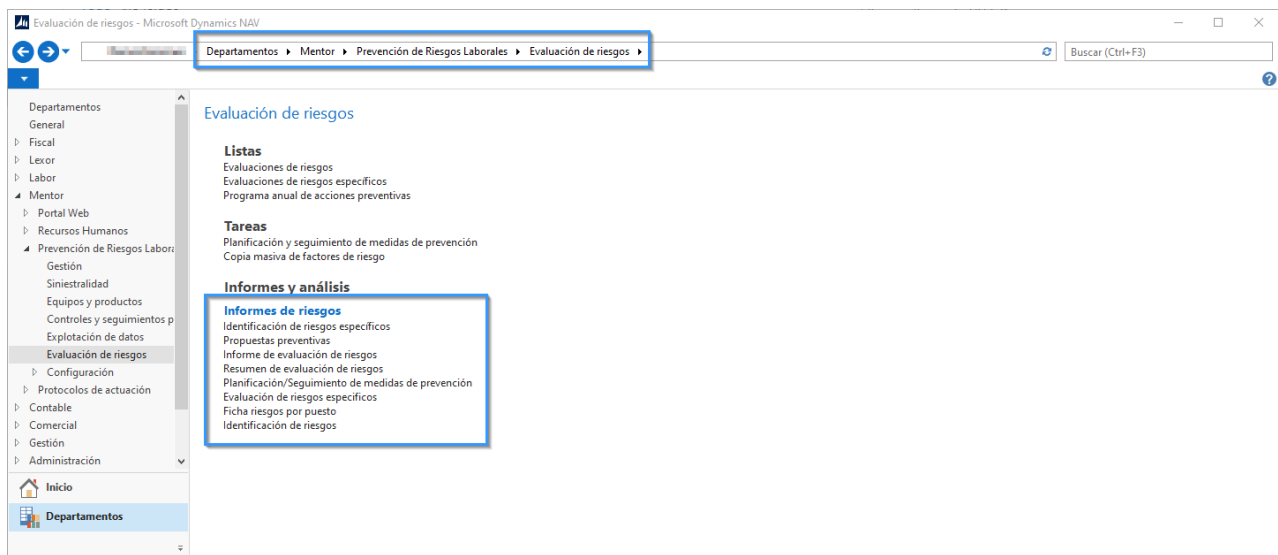 Evaluación de riesgos - Microsoft Dynamics NAV
Departamentos Mentor Prevención de Riesgos Laborales Evaluación de riesgos
Buscar (Ctrl+F3)
Departamentos
General
Fiscal
Lexor
Labor
Mentor
Portal Web
Recursos Humanos
Prevención de Riesgos Labora
Gestión
Siniestralidad
Equipos y productos
Controles y seguimientos p
Explotación de datos
Evaluación de riesgos
Configuración
Protocolos de actuación
Contable
Comercial
Gestión
Administración
Inicio
Departamentos
Evaluación de riesgos
Listas
Evaluaciones de riesgos
Evaluaciones de riesgos específicos
Programa anual de acciones preventivas
Tareas
Planificación y seguimiento de medidas de prevención
Copia masiva de factores de riesgo
Informes y análisis
Informes de riesgos
Identificación de riesgos específicos
Propuestas preventivas
Informe de evaluación de riesgos
Resumen de evaluación de riesgos
Planificación/Seguimiento de medidas de prevención
Evaluación de riesgos especificos
Ficha riesgos por puesto
Identificación de riesgos